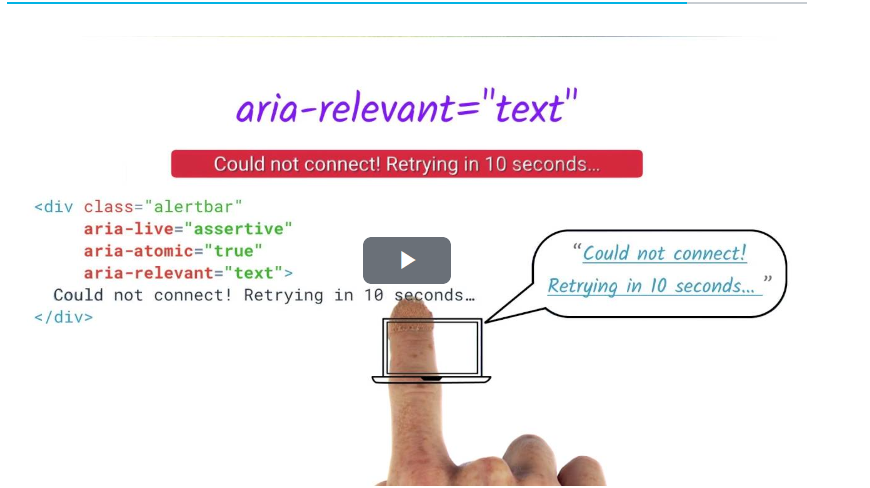 aria-relevant="text"
Could not connect! Retrying in 10 seconds...
<div class="alertbar"
aria-live="assertive"
aria-atomic="true"
aria-relevant="text">
Could not connect! Retrying in 10 seconds…
</div>
“Could not connect!
Retrying in 10 seconds... ”